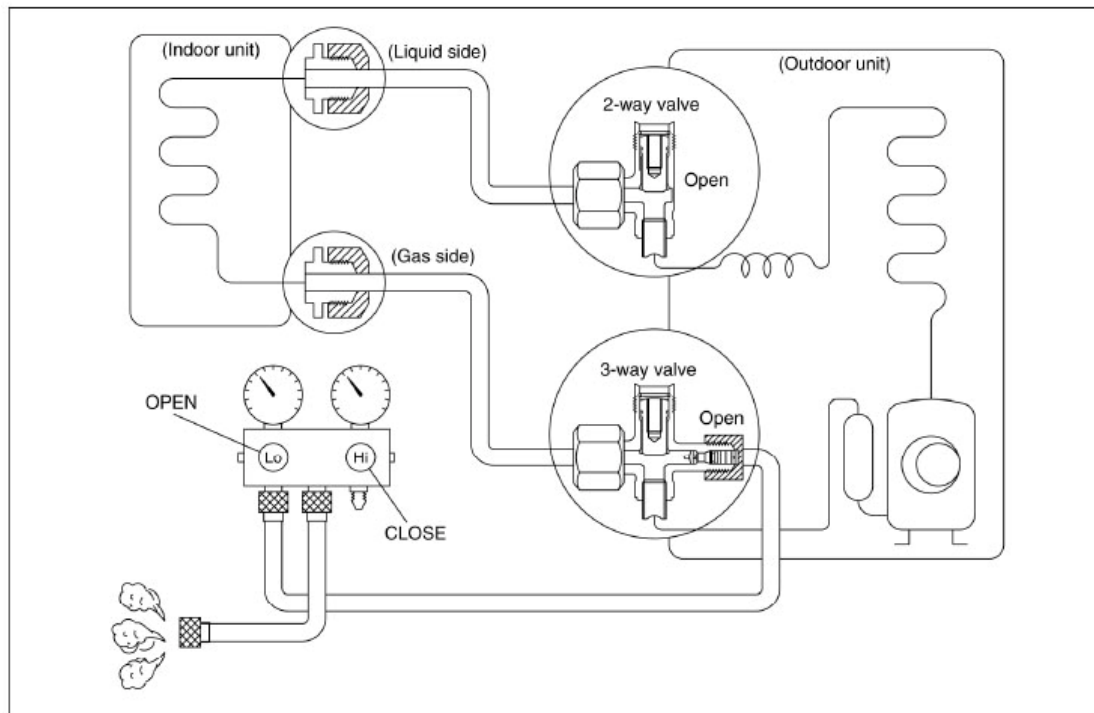 (Indoor unit)
(Liquid side)
(Outdoor unit)
2-way valve
Open
(Gas side)
3-way valve
Open
OPEN
Lo
Hi
CLOSE